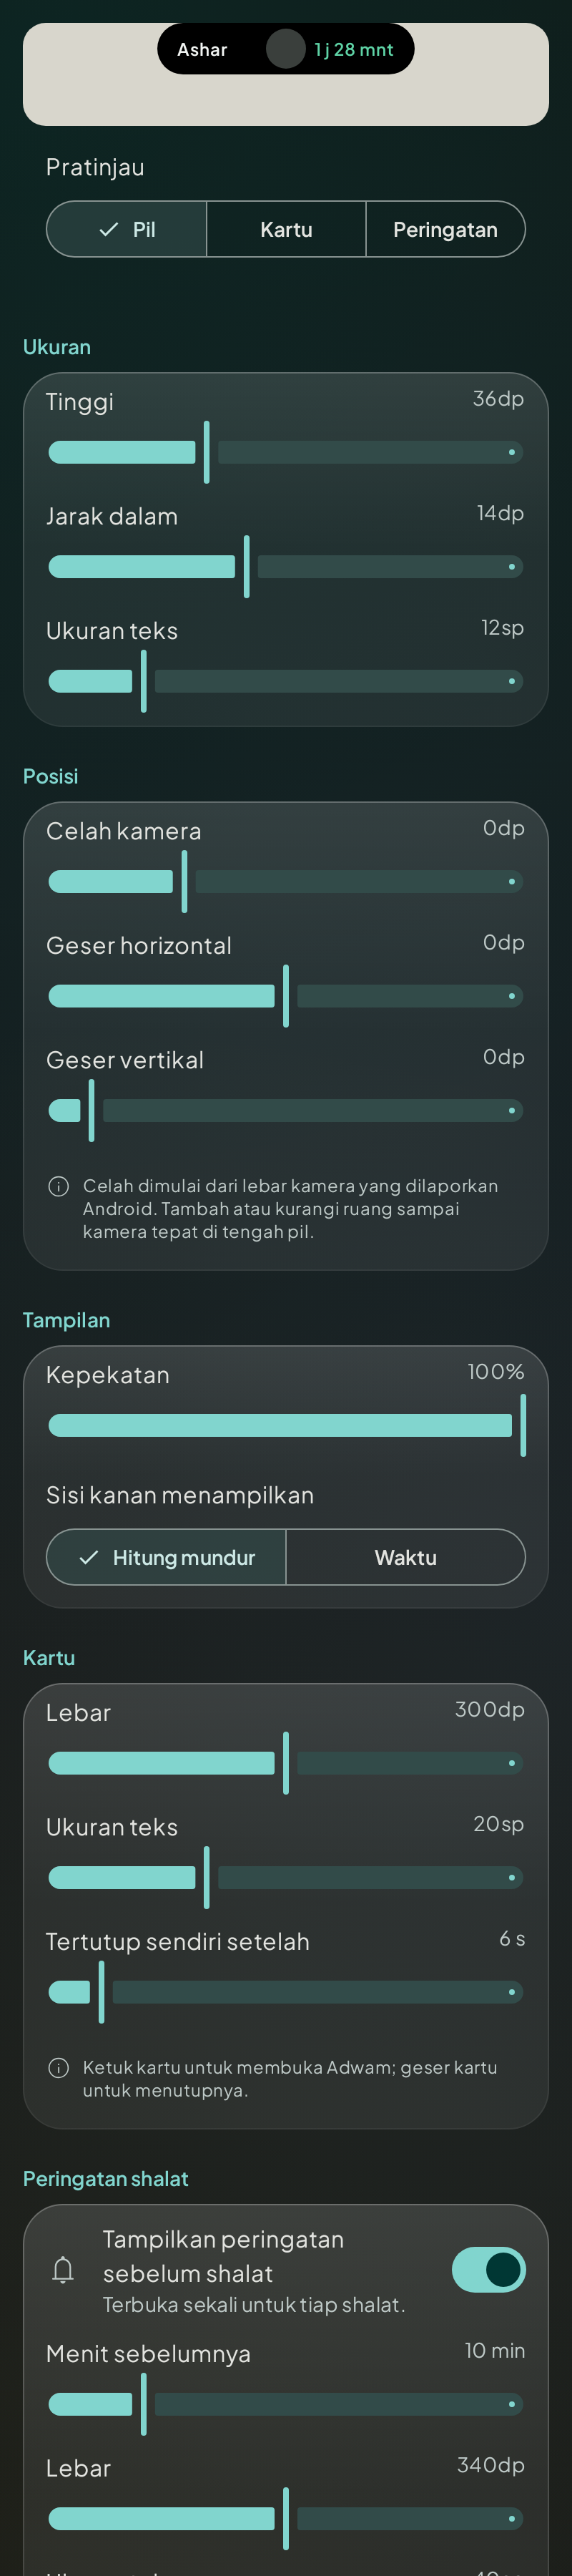 Ashar
1 j 28 mnt
Pratinjau
Pil
Kartu
Peringatan
Ukuran
Tinggi
36dp
Jarak dalam
14dp
Ukuran teks
12sp
Posisi
Celah kamera
0dp
Geser horizontal
0dp
Geser vertikal
0dp
Celah dimulai dari lebar kamera yang dilaporkan
Android. Tambah atau kurangi ruang sampai
kamera tepat di tengah pil.
Tampilan
Kepekatan
100%
Sisi kanan menampilkan
Hitung mundur
Waktu
Kartu
Lebar
300dp
Ukuran teks
20sp
Tertutup sendiri setelah
6 s
Ketuk kartu untuk membuka Adwam; geser kartu
untuk menutupnya.
Peringatan shalat
Tampilkan peringatan
sebelum shalat
Terbuka sekali untuk tiap shalat.
Menit sebelumnya
10 min
Lebar
340dp